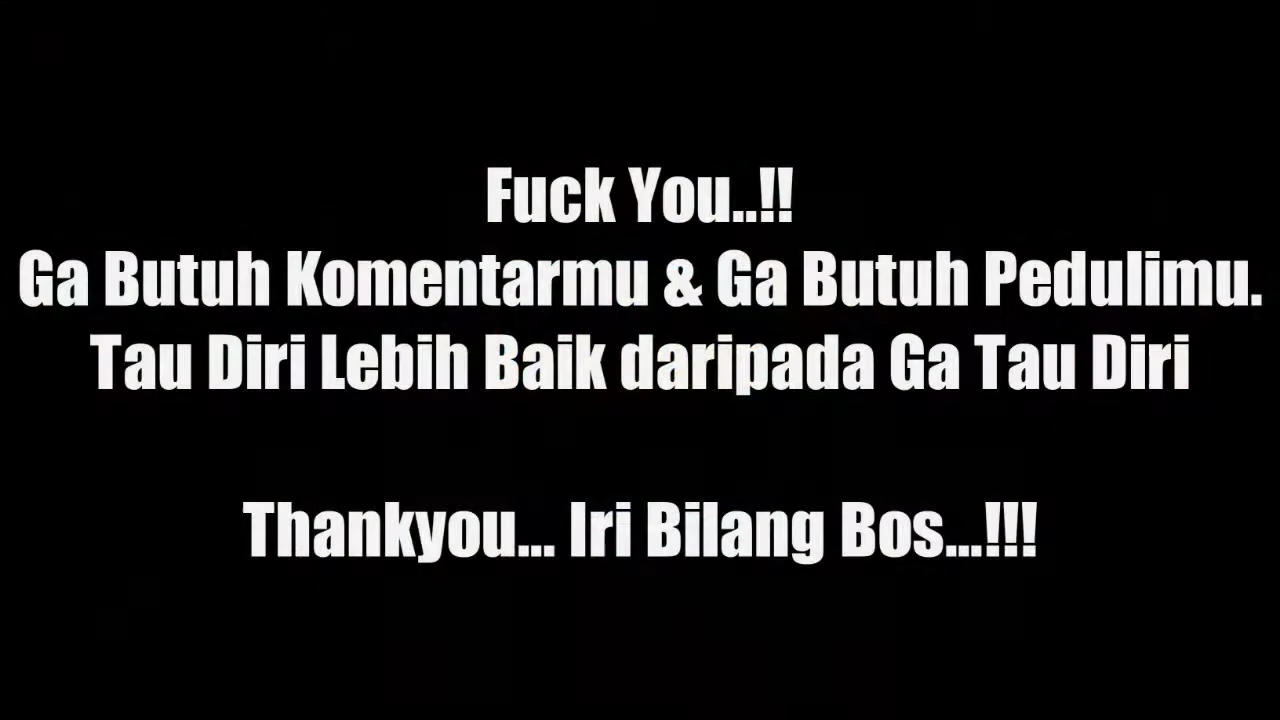 Fuck You..!!
Ga Butuh Komentarmu & Ga Butuh Pedulimu.
Tau Diri Lebih Baik daripada Ga Tau Diri
Thankyou... Iri Bilang Bos...!!!